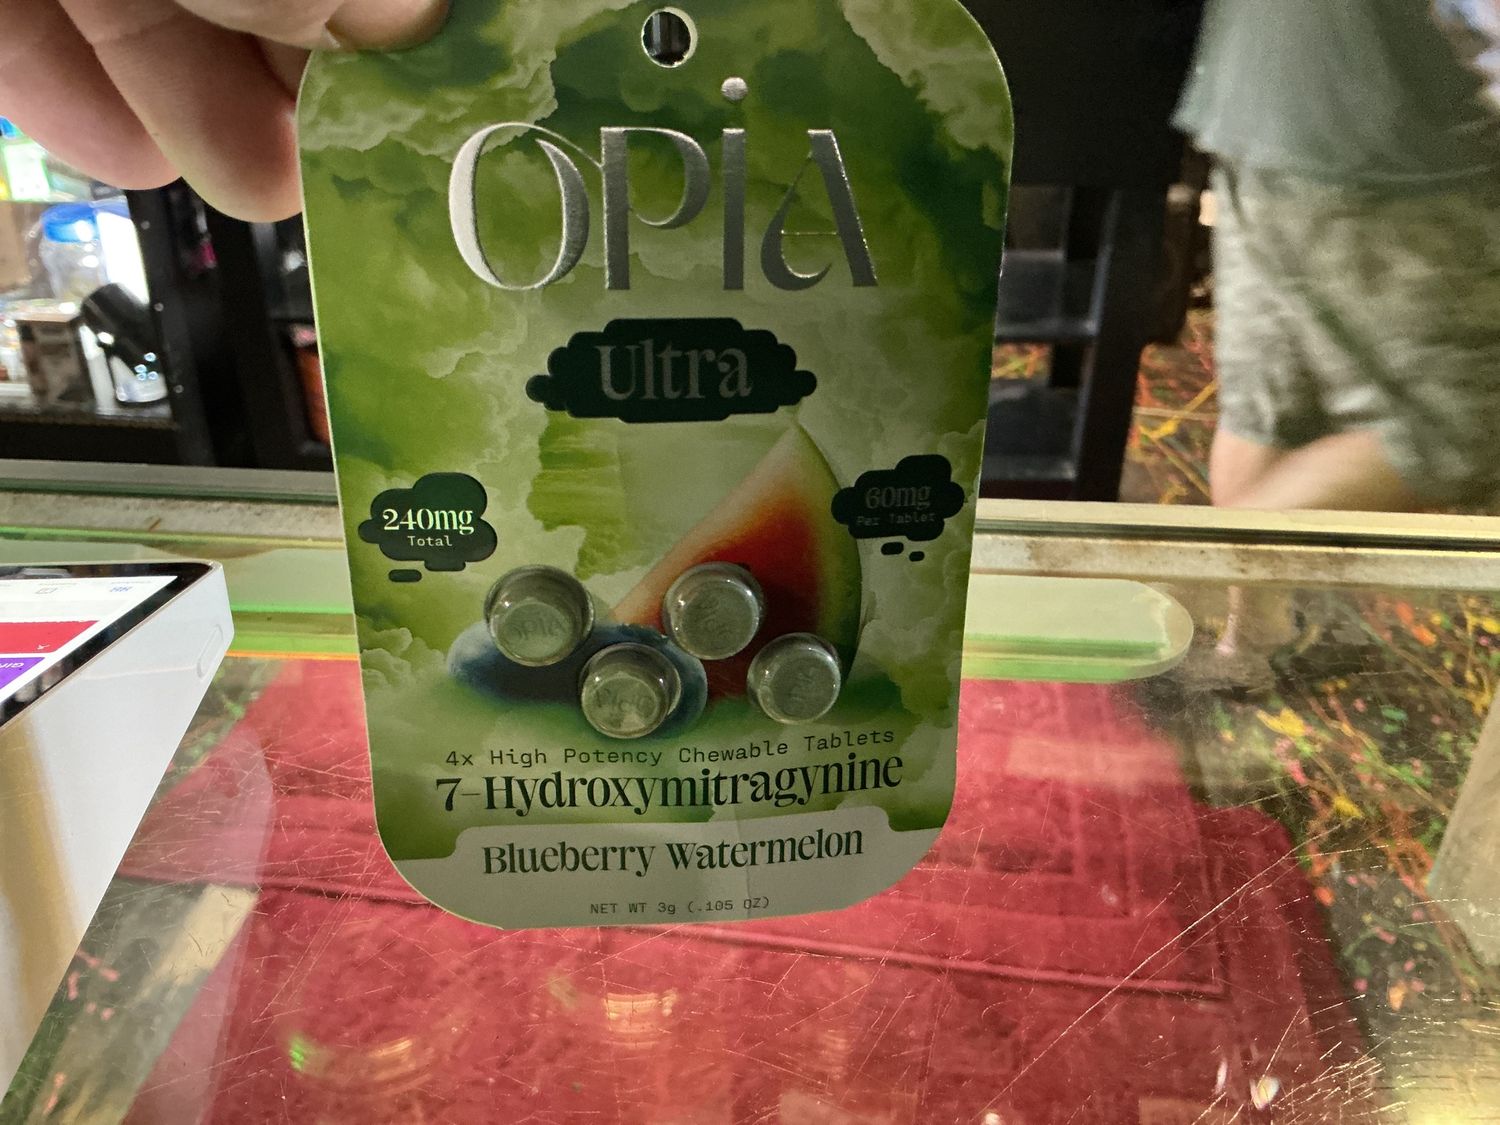 OPiA
Ultra
240mg
Total
60mg
Per Tablet
OPIA
4x High Potency Chewable Tablets
7-Hydroxymitragynine
Blueberry Watermelon
NET WT 3g (.105 OZ)